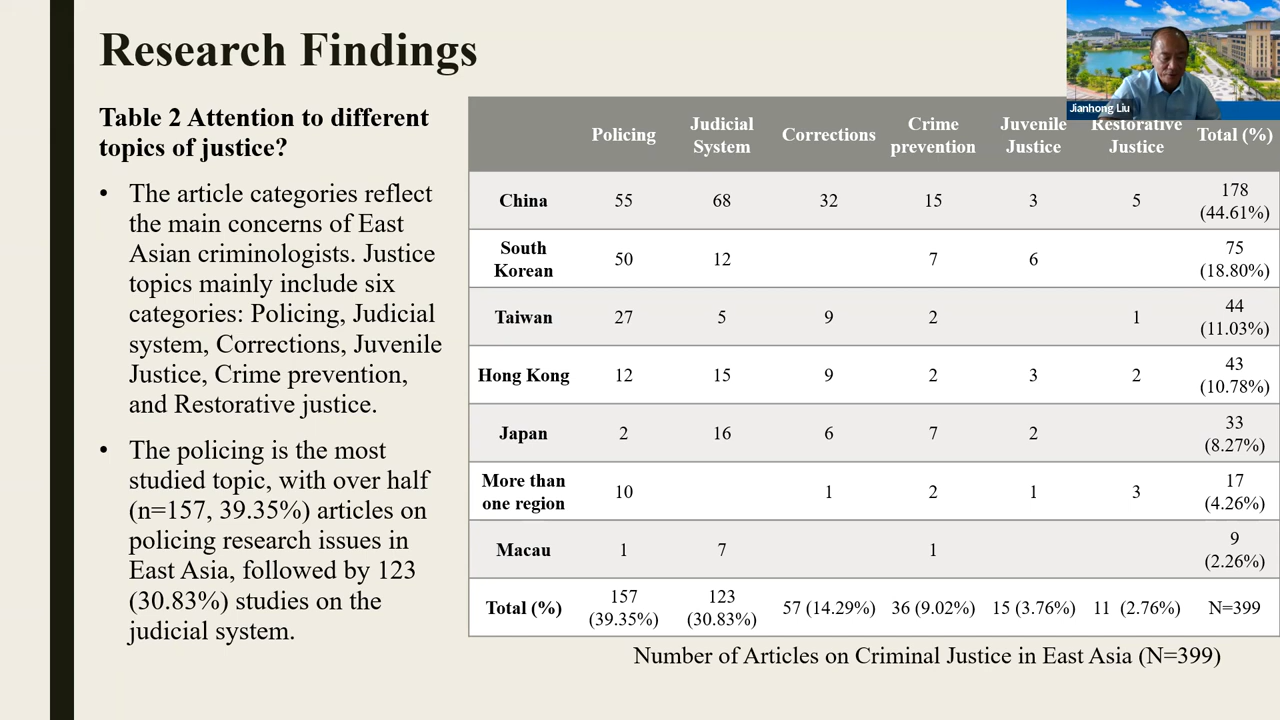 Research Findings
Jianhong Liu
Table 2 Attention to different
topics of justice?
• The article categories reflect
the main concerns of East
Asian criminologists. Justice
topics mainly include six
categories: Policing, Judicial
system, Corrections, Juvenile
Justice, Crime prevention,
and Restorative justice.
• The policing is the most
studied topic, with over half
(n=157, 39.35%) articles on
policing research issues in
East Asia, followed by 123
(30.83%) studies on the
judicial system.
Policing Judicial System Corrections Crime prevention Juvenile Justice Restorative Justice Total (%)
China 55 68 32 15 3 5 178 (44.61%)
South Korean 50 12 7 6 75 (18.80%)
Taiwan 27 5 9 2 1 44 (11.03%)
Hong Kong 12 15 9 2 3 2 43 (10.78%)
Japan 2 16 6 7 2 33 (8.27%)
More than one region 10 1 2 1 3 17 (4.26%)
Macau 1 7 1 9 (2.26%)
Total (%) 157 (39.35%) 123 (30.83%) 57 (14.29%) 36 (9.02%) 15 (3.76%) 11 (2.76%) N=399
Number of Articles on Criminal Justice in East Asia (N=399)